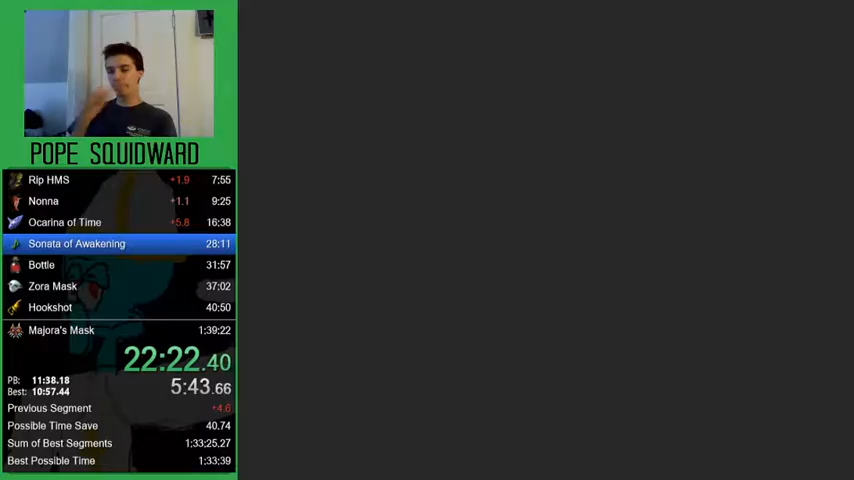 POPE SQUIDWARD
Rip HMS +1.9 7:55
Nonna +1.1 9:25
Ocarina of Time +5.8 16:38
Sonata of Awakening 28:11
Bottle 31:57
Zora Mask 37:02
Hookshot 40:50
Majora's Mask 1:39:22
22:22.40
PB: 11:38.18
Best: 10:57.44
5:43.66
Previous Segment +4.6
Possible Time Save 40.74
Sum of Best Segments 1:33:25.27
Best Possible Time 1:33:39